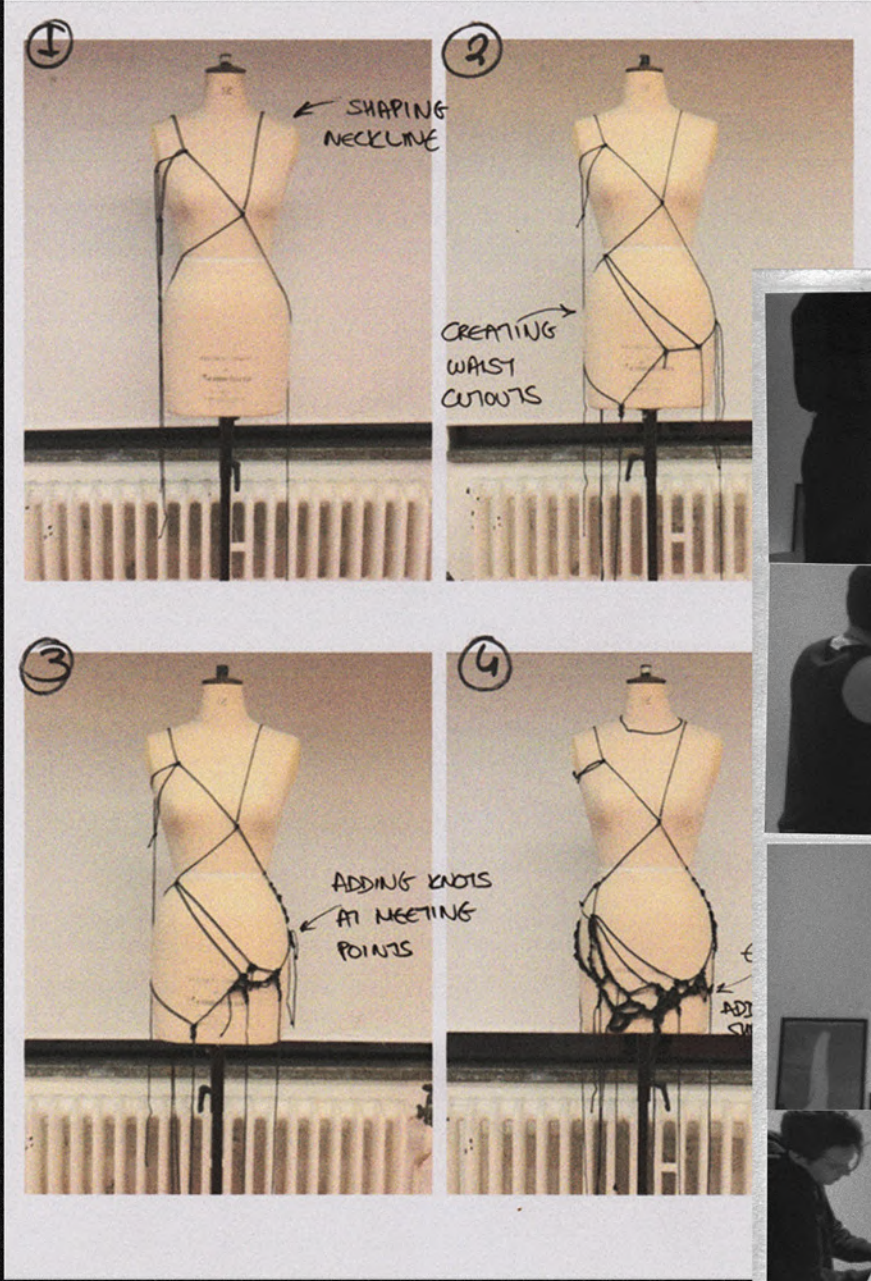 1
2
SHAPING
NECKLINE
CREATING
WAIST
CUTOUTS
3
4
ADDING KNOTS
AT MEETING
POINTS